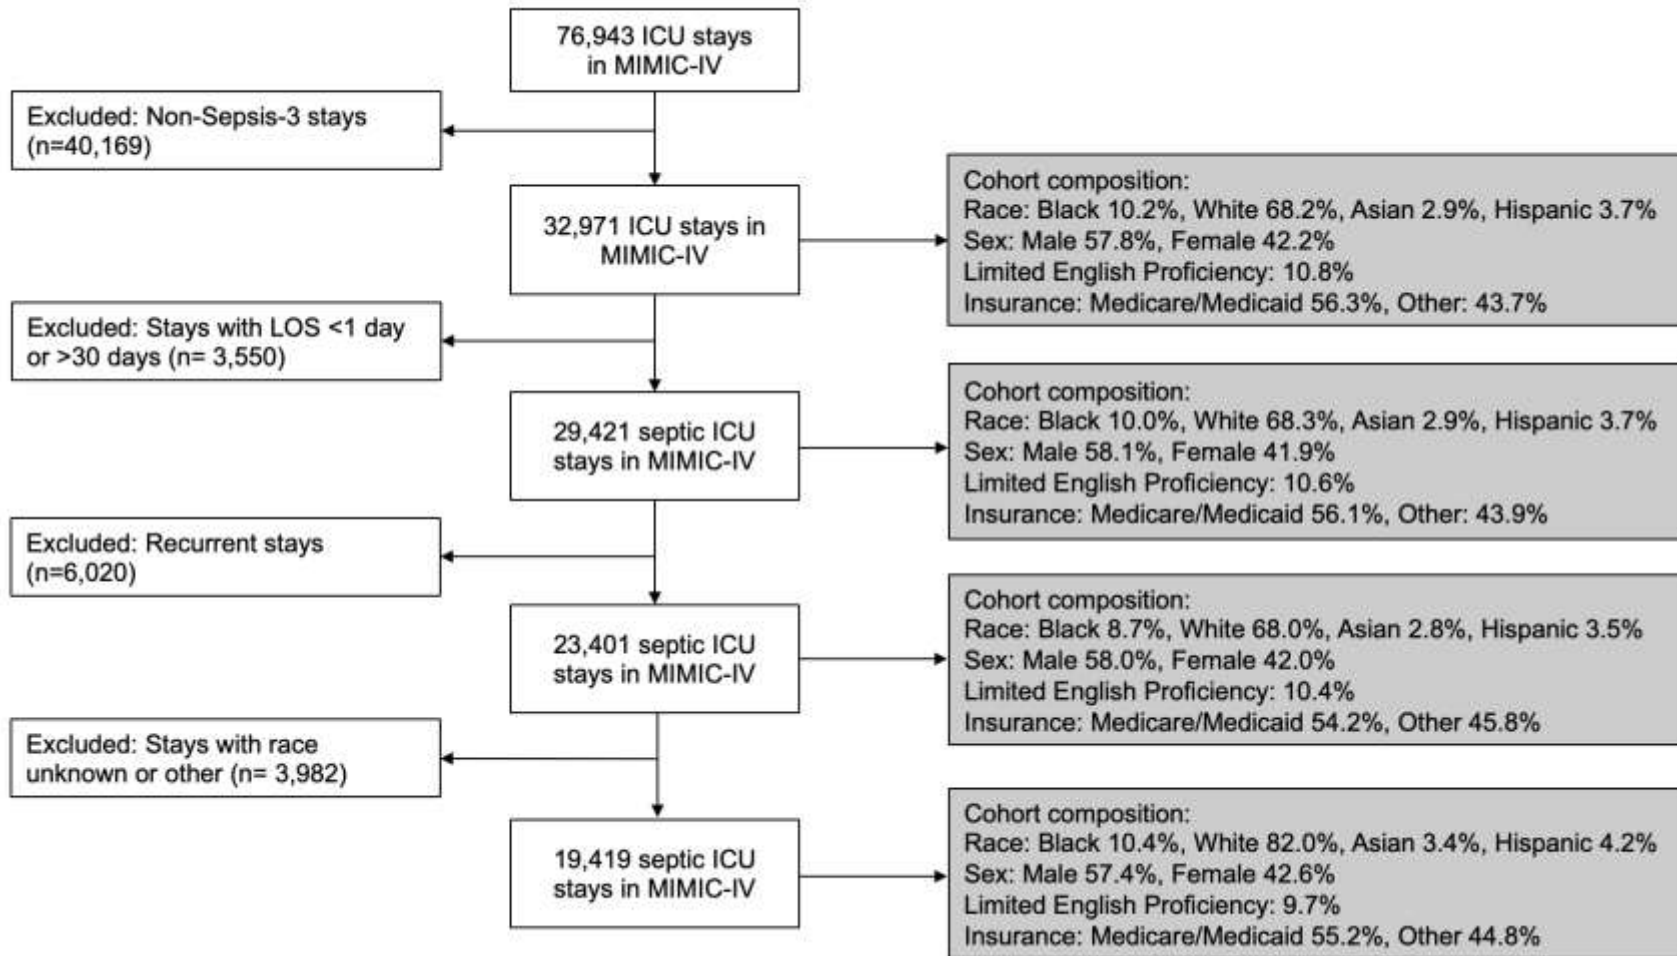 76,943 ICU stays
in MIMIC-IV
Excluded: Non-Sepsis-3 stays
(n=40,169)
32,971 ICU stays in
MIMIC-IV
Cohort composition:
Race: Black 10.2%, White 68.2%, Asian 2.9%, Hispanic 3.7%
Sex: Male 57.8%, Female 42.2%
Limited English Proficiency: 10.8%
Insurance: Medicare/Medicaid 56.3%, Other: 43.7%
Excluded: Stays with LOS <1 day
or >30 days (n= 3,550)
29,421 septic ICU
stays in MIMIC-IV
Cohort composition:
Race: Black 10.0%, White 68.3%, Asian 2.9%, Hispanic 3.7%
Sex: Male 58.1%, Female 41.9%
Limited English Proficiency: 10.6%
Insurance: Medicare/Medicaid 56.1%, Other: 43.9%
Excluded: Recurrent stays
(n=6,020)
23,401 septic ICU
stays in MIMIC-IV
Cohort composition:
Race: Black 8.7%, White 68.0%, Asian 2.8%, Hispanic 3.5%
Sex: Male 58.0%, Female 42.0%
Limited English Proficiency: 10.4%
Insurance: Medicare/Medicaid 54.2%, Other 45.8%
Excluded: Stays with race
unknown or other (n= 3,982)
19,419 septic ICU
stays in MIMIC-IV
Cohort composition:
Race: Black 10.4%, White 82.0%, Asian 3.4%, Hispanic 4.2%
Sex: Male 57.4%, Female 42.6%
Limited English Proficiency: 9.7%
Insurance: Medicare/Medicaid 55.2%, Other 44.8%